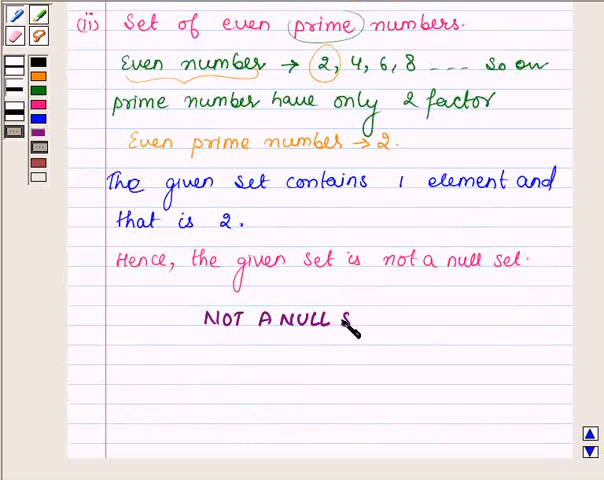 (ii) Set of even prime numbers.
Even number → 2, 4, 6, 8 ---- so on
prime number have only 2 factor
Even prime number → 2.
The given set contains 1 element and
that is 2.
Hence, the given set is not a null set.
NOT A NULL S